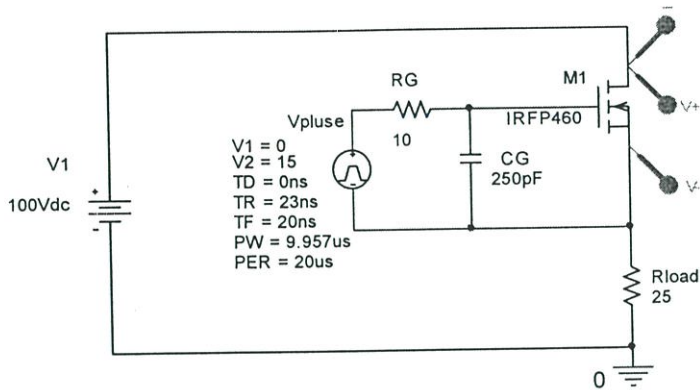 RG
M1
V+
Vpluse
IRFP460
10
V1 = 0
V2 = 15
TD = 0ns
TR = 23ns
TF = 20ns
PW = 9.957us
PER = 20us
CG
250pF
V1
100Vdc
+
-
V-
Rload
25
0